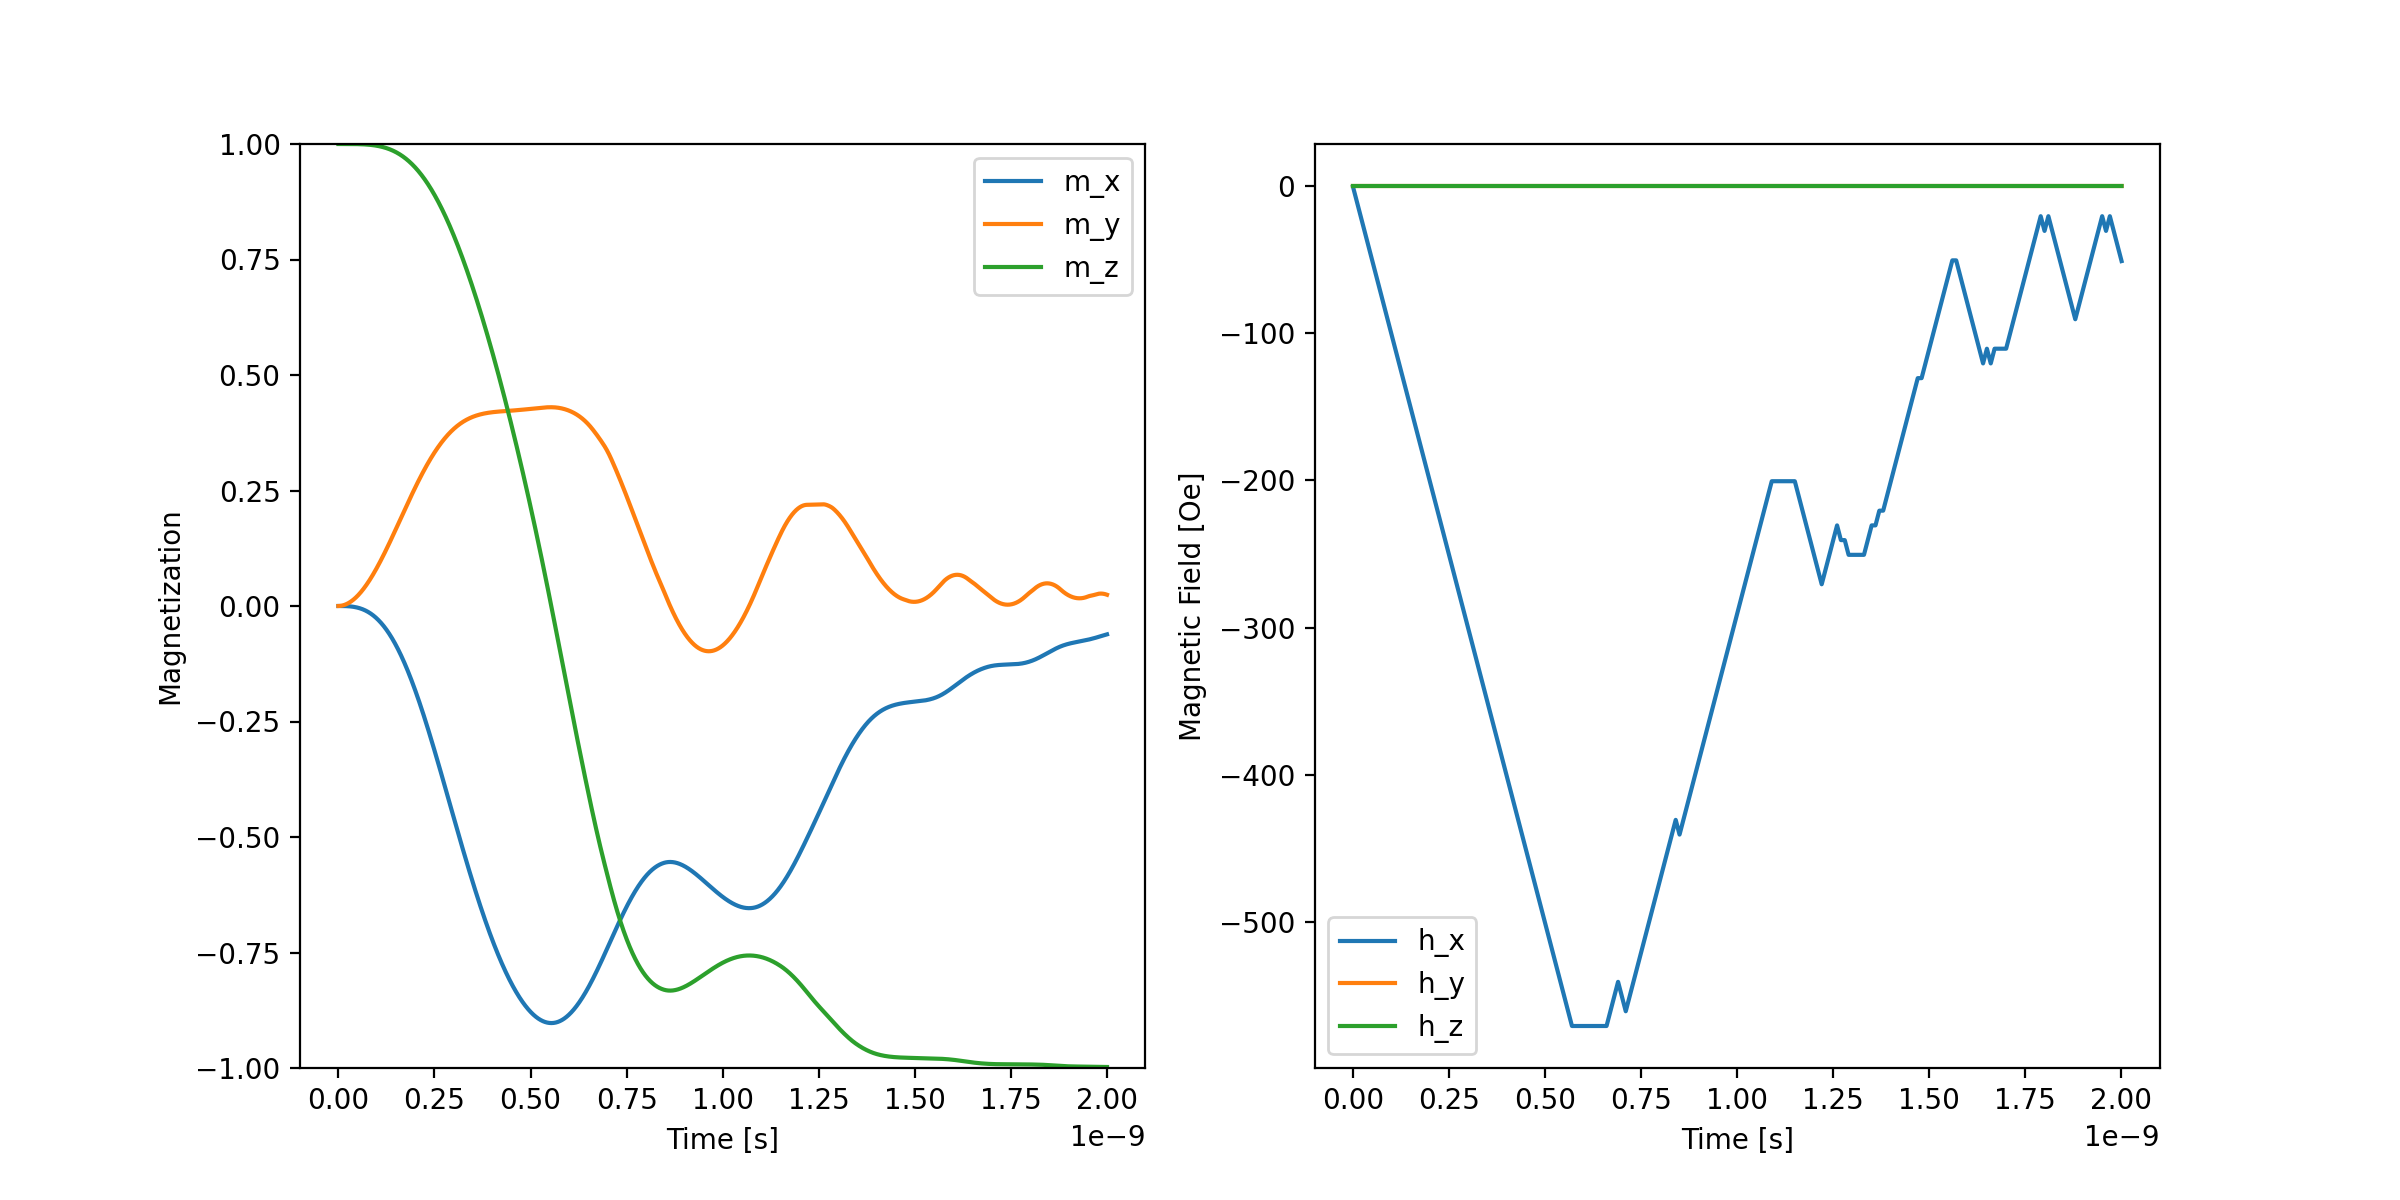 Magnetization
1.00
0.75
0.50
0.25
0.00
−0.25
−0.50
−0.75
−1.00
m_x
m_y
m_z
0.00 0.25 0.50 0.75 1.00 1.25 1.50 1.75 2.00
Time [s]
1e−9
Magnetic Field [Oe]
0
−100
−200
−300
−400
−500
h_x
h_y
h_z
0.00 0.25 0.50 0.75 1.00 1.25 1.50 1.75 2.00
Time [s]
1e−9